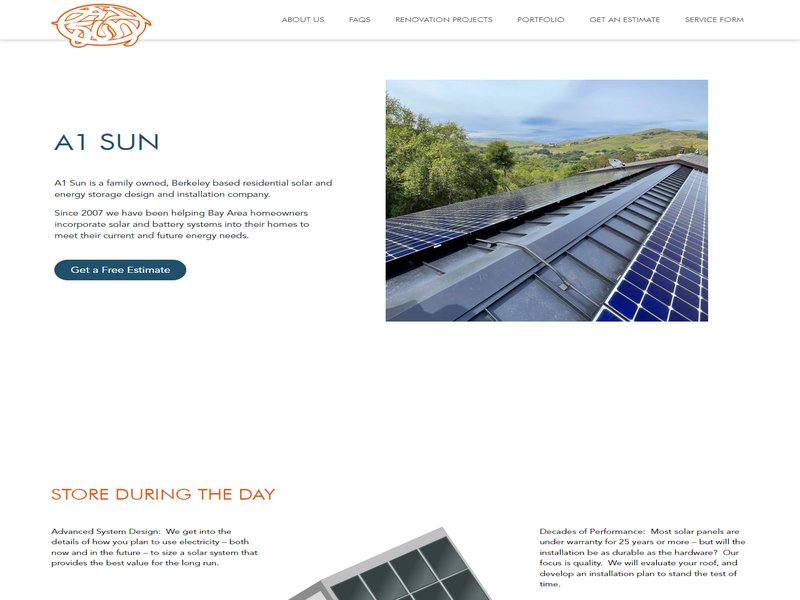 A1 SUN
ABOUT US FAQS RENOVATION PROJECTS PORTFOLIO GET AN ESTIMATE SERVICE FORM
A1 SUN
A1 Sun is a family owned, Berkeley based residential solar and
energy storage design and installation company.
Since 2007 we have been helping Bay Area homeowners
incorporate solar and battery systems into their homes to
meet their current and future energy needs.
Get a Free Estimate
STORE DURING THE DAY
Advanced System Design:  We get into the
details of how you plan to use electricity – both
now and in the future – to size a solar system that
provides the best value for the long run.
Decades of Performance:  Most solar panels are
under warranty for 25 years or more – but will the
installation be as durable as the hardware?  Our
focus is quality.  We will evaluate your roof, and
develop an installation plan to stand the test of
time.